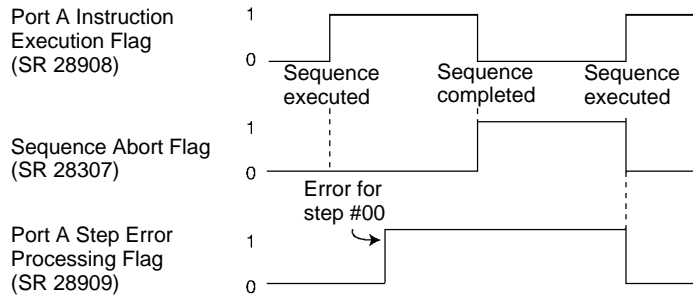 Port A Instruction
Execution Flag
(SR 28908)
1
0
Sequence
executed
Sequence
completed
Sequence
executed
Sequence Abort Flag
(SR 28307)
1
0
Error for
step #00
Port A Step Error
Processing Flag
(SR 28909)
1
0